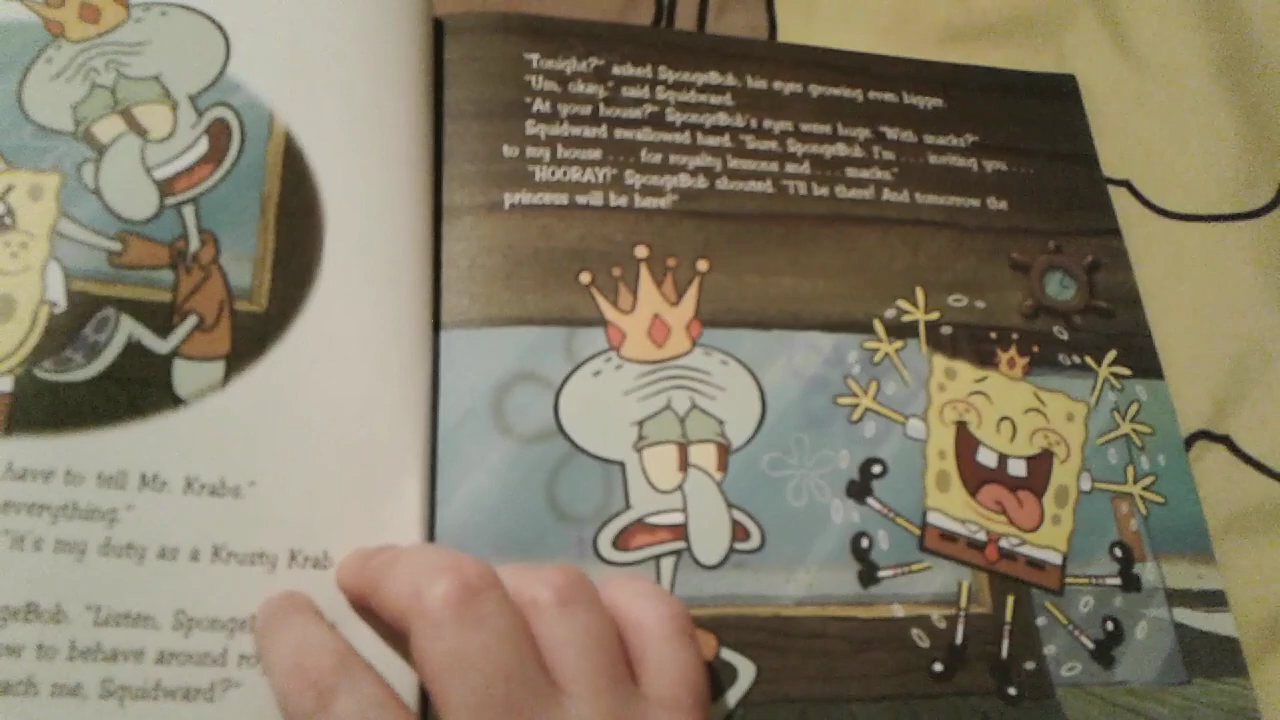 have to tell Mr. Krabs."
everything."
"it's my duty as a Krusty Krab
geBob. "Listen, Sponge
ow to behave around ro
ach me, Squidward?"
"Tonight?" asked SpongeBob, his eyes growing even bigger.
"Um, okay," said Squidward.
"At your house?" SpongeBob's eyes were huge. "With snacks?"
Squidward swallowed hard. "Sure, SpongeBob. I'm . . . inviting you . . .
to my house . . . for royalty lessons and . . . snacks."
"HOORAY!" SpongeBob shouted. "I'll be there! And tomorrow the
princess will be here!"